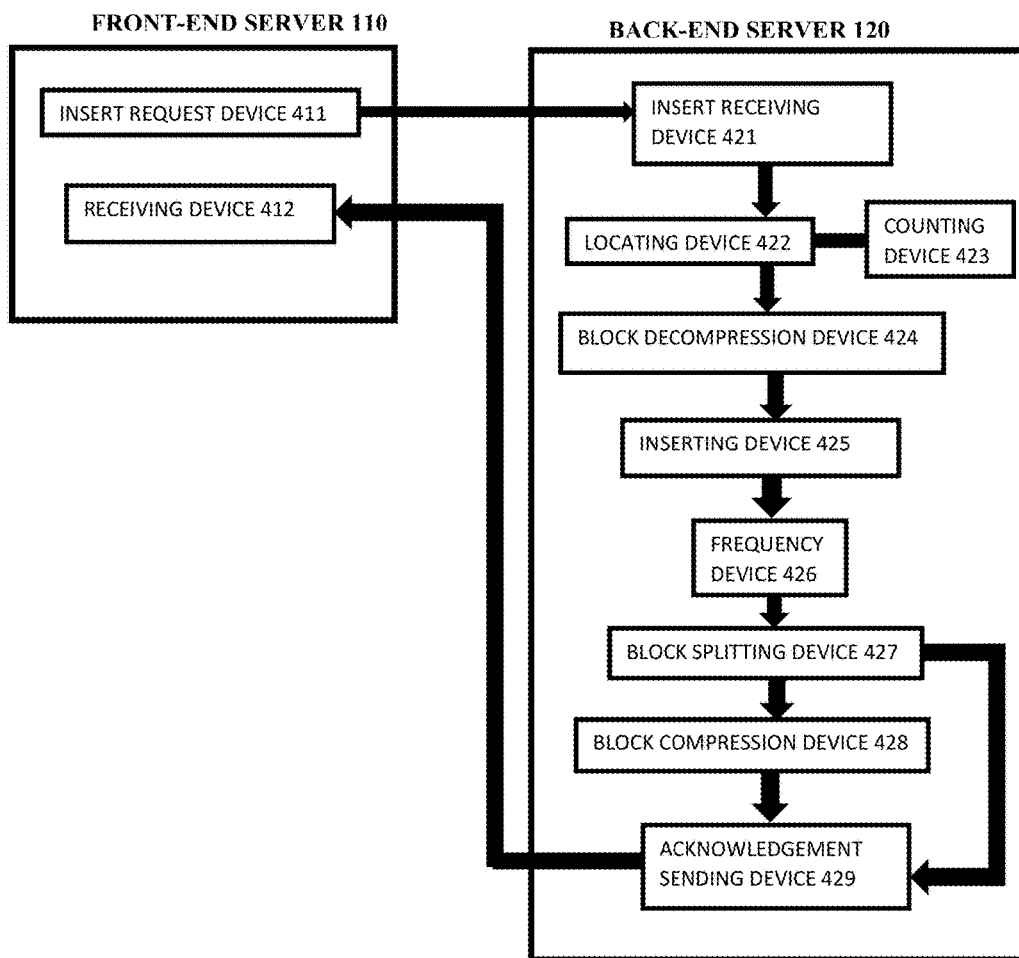 FRONT-END SERVER 110
BACK-END SERVER 120
INSERT REQUEST DEVICE 411
RECEIVING DEVICE 412
INSERT RECEIVING
DEVICE 421
LOCATING DEVICE 422
COUNTING
DEVICE 423
BLOCK DECOMPRESSION DEVICE 424
INSERTING DEVICE 425
FREQUENCY
DEVICE 426
BLOCK SPLITTING DEVICE 427
BLOCK COMPRESSION DEVICE 428
ACKNOWLEDGEMENT
SENDING DEVICE 429